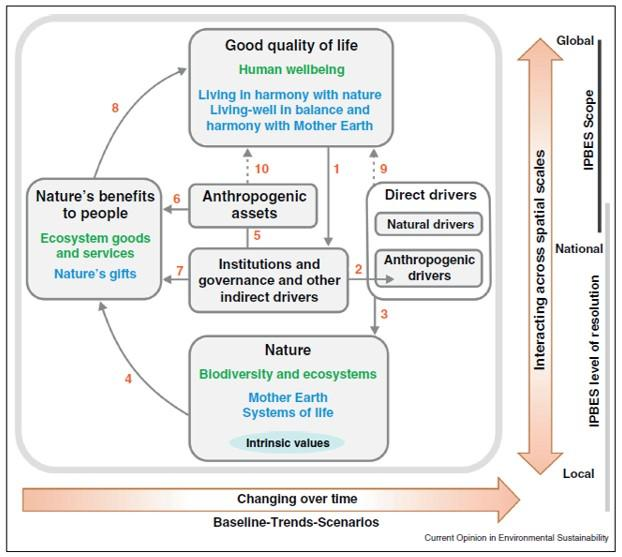 Good quality of life
Human wellbeing
Living in harmony with nature
Living-well in balance and
harmony with Mother Earth
8
10
1
9
Nature's benefits
to people
Ecosystem goods
and services
Nature's gifts
6
Anthropogenic
assets
5
Direct drivers
Natural drivers
Anthropogenic
drivers
7
Institutions and
governance and other
indirect drivers
2
3
4
Nature
Biodiversity and ecosystems
Mother Earth
Systems of life
Intrinsic values
Global
IPBES Scope
Interacting across spatial scales
National
IPBES level of resolution
Local
Changing over time
Baseline-Trends-Scenarios
Current Opinion in Environmental Sustainability